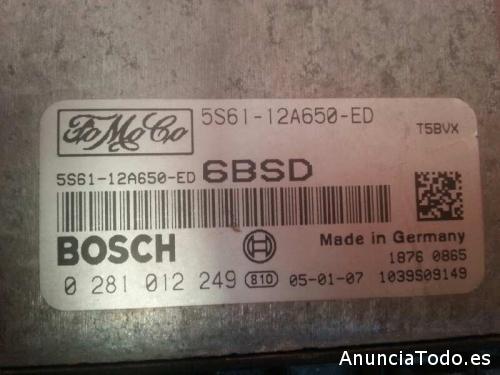 FoMoCo
5S61-12A650-ED
T5BVX
5S61-12A650-ED 6BSD
BOSCH
Made in Germany
1876 0865
0 281 012 249 810 05-01-07 1039S09149
AnunciaTodo.es